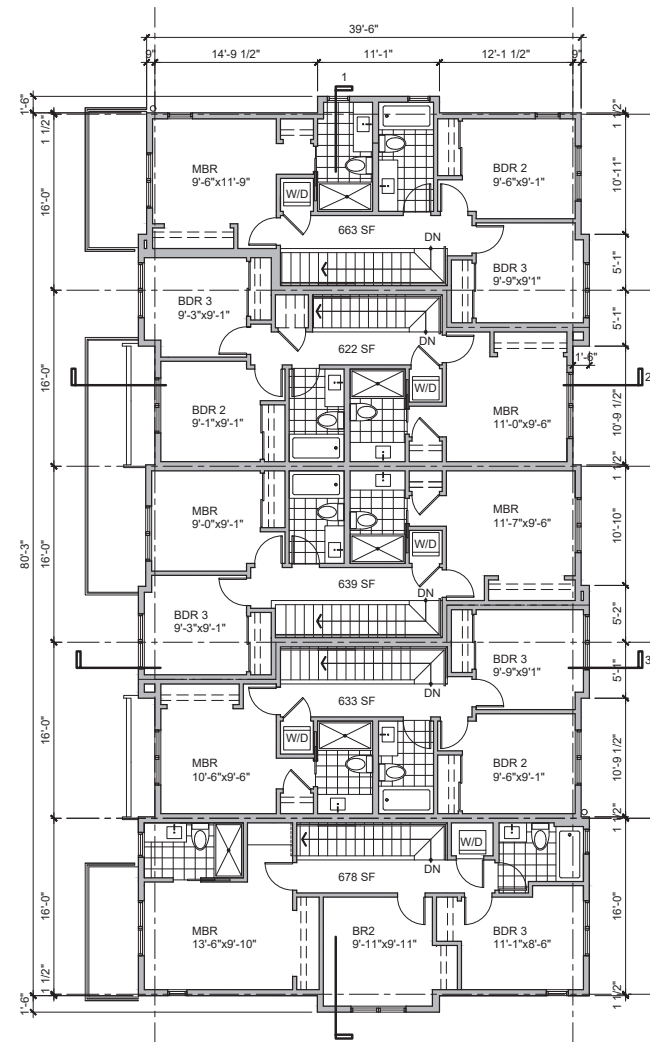 39'-6"
9" 14'-9 1/2" 11'-1" 12'-1 1/2" 9"
1
1'-6"
1 1/2"
16'-0"
16'-0"
16'-0"
16'-0"
16'-0"
1 1/2"
1'-6"
80'-3"
MBR
9'-6"x11'-9"
W/D
BDR 2
9'-6"x9'-1"
663 SF
DN
BDR 3
9'-9"x9'1"
BDR 3
9'-3"x9'-1"
622 SF
DN
W/D
BDR 2
9'-1"x9'-1"
MBR
11'-0"x9'-6"
1'-6"
2
MBR
9'-0"x9'-1"
MBR
11'-7"x9'-6"
W/D
639 SF
DN
BDR 3
9'-3"x9'-1"
BDR 3
9'-9"x9'1"
3
DN
633 SF
W/D
MBR
10'-6"x9'-6"
BDR 2
9'-6"x9'-1"
W/D
678 SF
DN
MBR
13'-6"x9'-10"
BR2
9'-11"x9'-11"
BDR 3
11'-1"x8'-6"
1 1/2"
10'-11"
5'-1"
5'-1"
10'-9 1/2"
1 1/2"
10'-10"
5'-2"
5'-1"
10'-9 1/2"
1 1/2"
16'-0"
1 1/2"